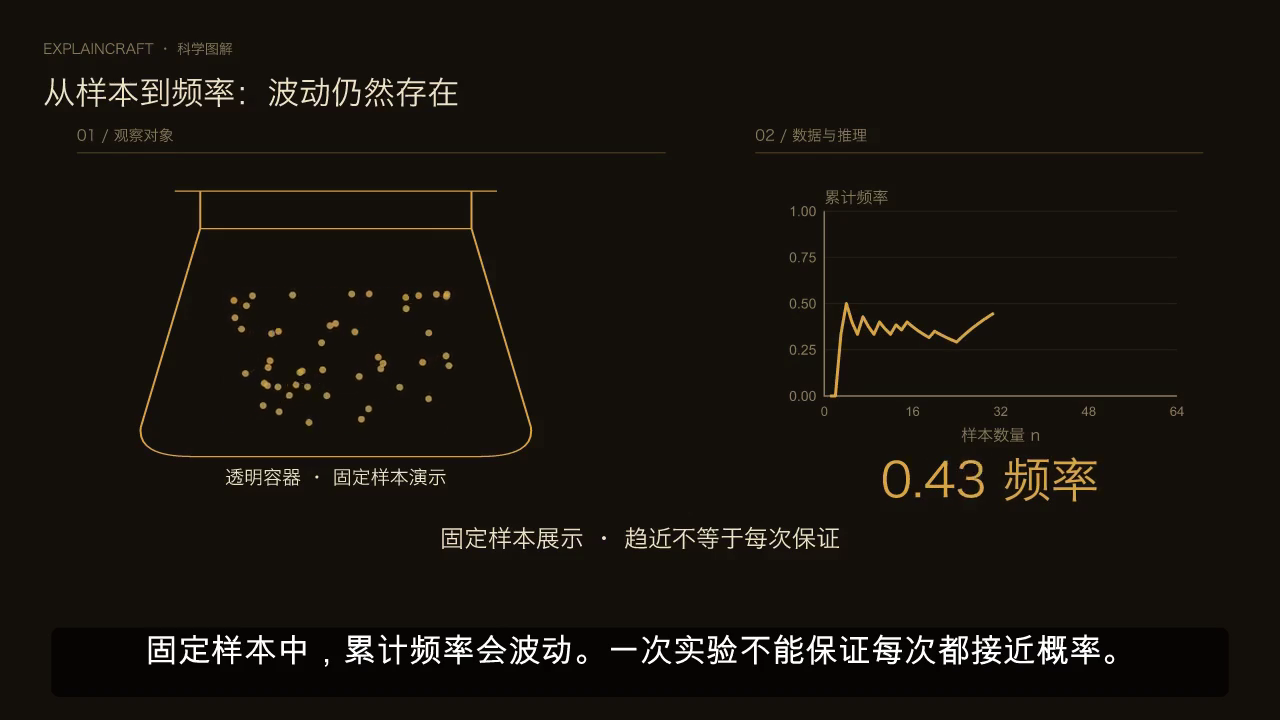 EXPLAINCRAFT · 科学图解
从样本到频率：波动仍然存在
01 / 观察对象
透明容器 · 固定样本演示
02 / 数据与推理
累计频率
1.00
0.75
0.50
0.25
0.00
0 16 32 48 64
样本数量 n
0.43 频率
固定样本展示 · 趋近不等于每次保证
固定样本中，累计频率会波动。一次实验不能保证每次都接近概率。